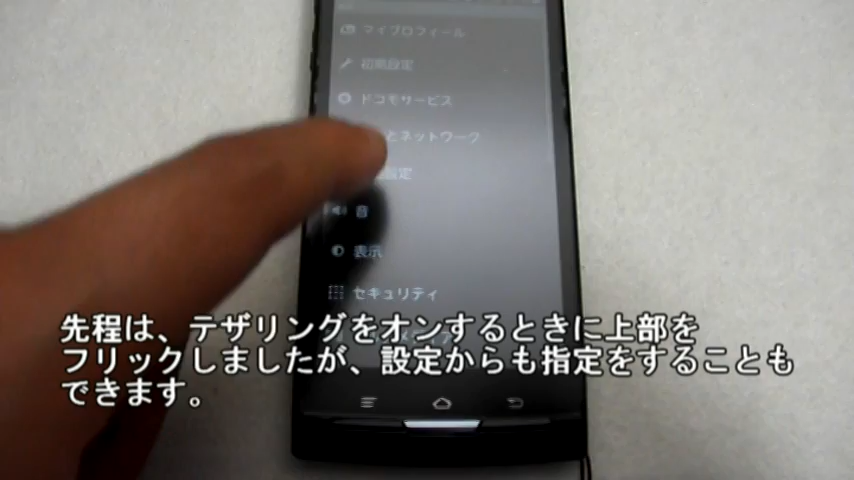 マイプロフィール
初期設定
ドコモサービス
とネットワーク
設定
音
表示
セキュリティ
先程は、テザリングをオンするときに上部を
フリックしましたが、設定からも指定をすることも
できます。